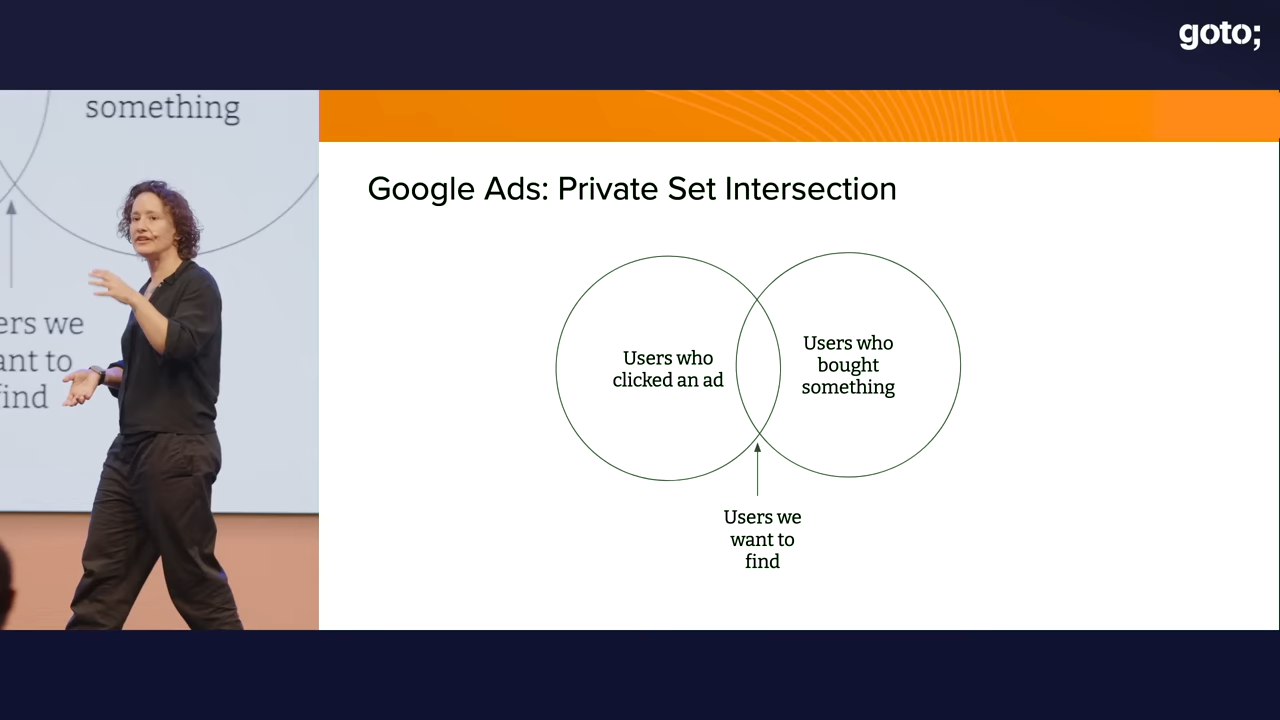 goto;
something
ers we
ant to
find
Google Ads: Private Set Intersection
Users who
clicked an ad
Users who
bought
something
Users we
want to
find